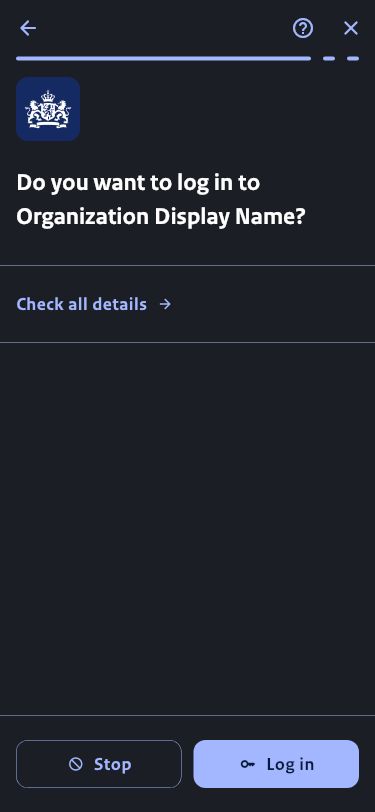 Do you want to log in to
Organization Display Name?
Check all details
Stop
Log in